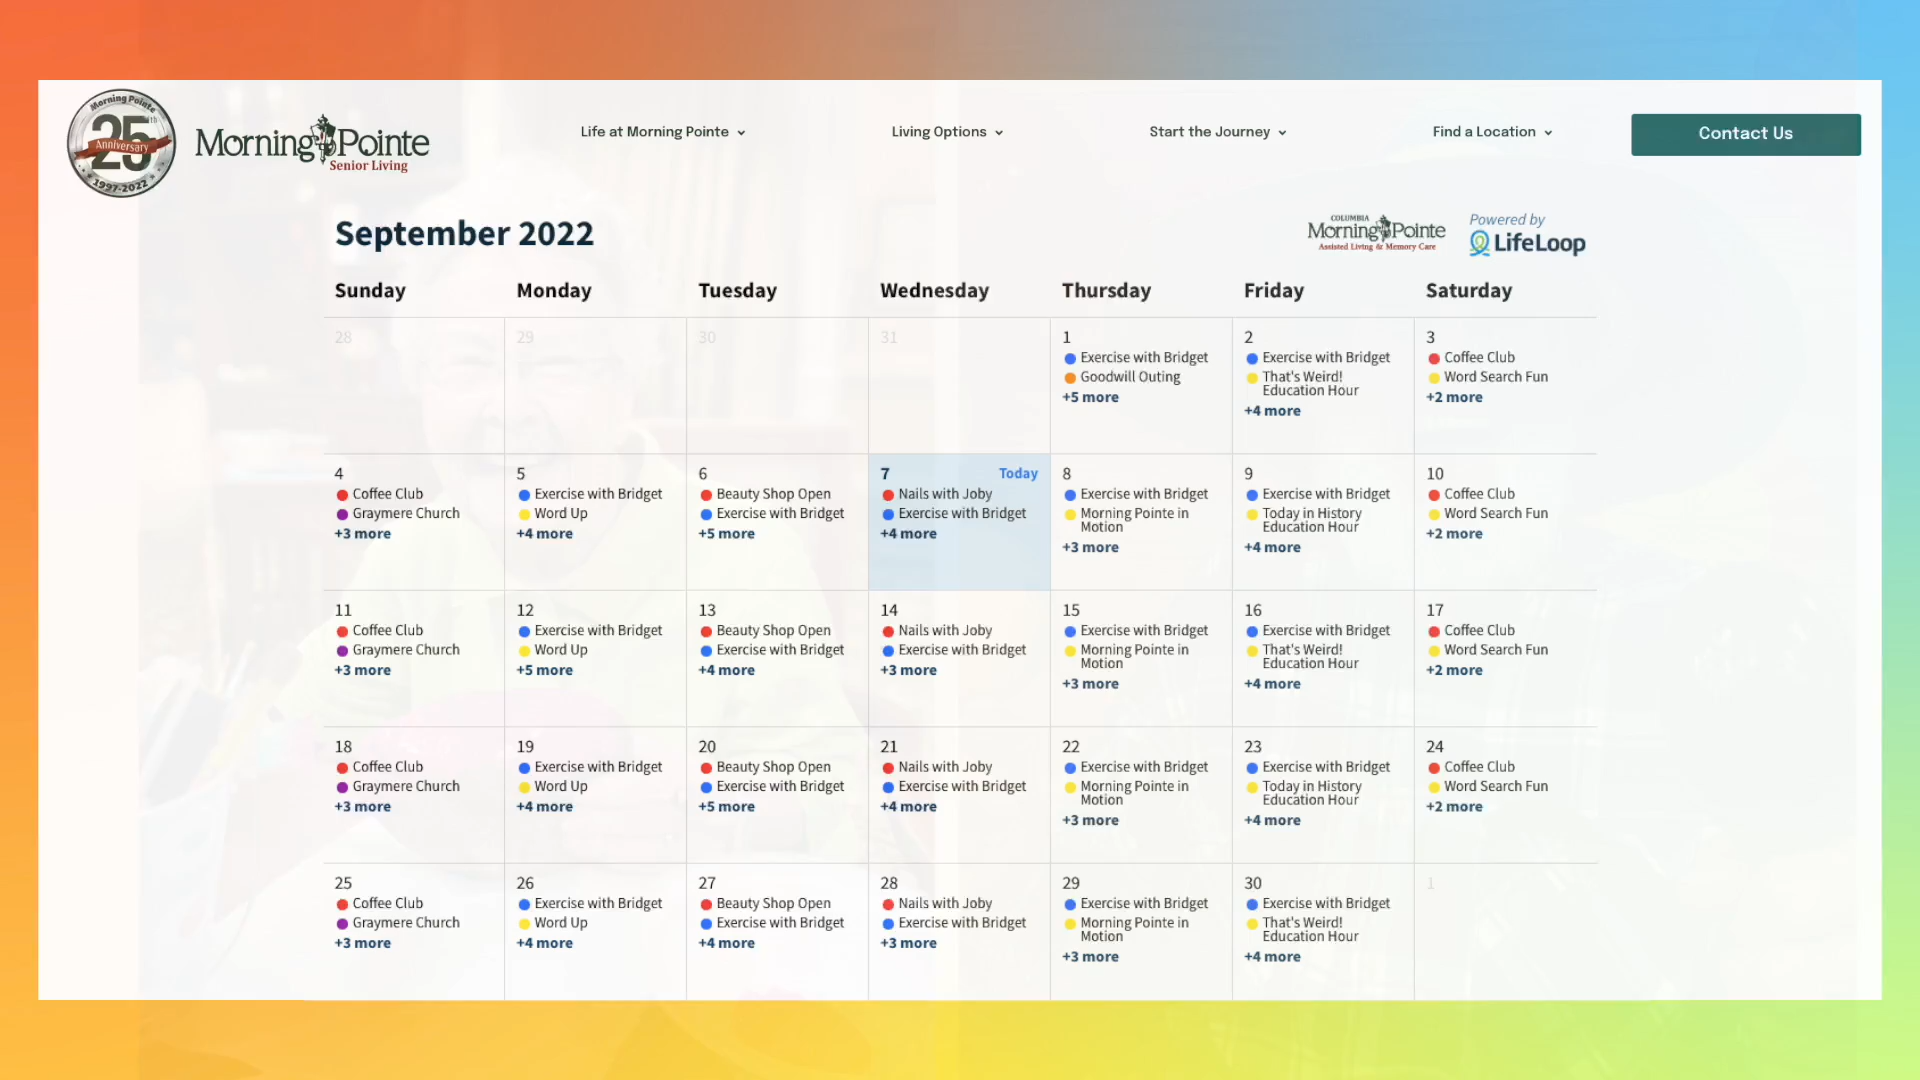 Morning Pointe
25th
Anniversary
1997-2022
Morning Pointe
Senior Living
Life at Morning Pointe
Living Options
Start the Journey
Find a Location
Contact Us
September 2022
COLUMBIA
Morning Pointe
Assisted Living & Memory Care
Powered by
LifeLoop
Sunday Monday Tuesday Wednesday Thursday Friday Saturday
28
29
30
31
1
Exercise with Bridget
Goodwill Outing
+5 more
2
Exercise with Bridget
That's Weird!
Education Hour
+4 more
3
Coffee Club
Word Search Fun
+2 more
4
Coffee Club
Graymere Church
+3 more
5
Exercise with Bridget
Word Up
+4 more
6
Beauty Shop Open
Exercise with Bridget
+5 more
7 Today
Nails with Joby
Exercise with Bridget
+4 more
8
Exercise with Bridget
Morning Pointe in
Motion
+3 more
9
Exercise with Bridget
Today in History
Education Hour
+4 more
10
Coffee Club
Word Search Fun
+2 more
11
Coffee Club
Graymere Church
+3 more
12
Exercise with Bridget
Word Up
+5 more
13
Beauty Shop Open
Exercise with Bridget
+4 more
14
Nails with Joby
Exercise with Bridget
+3 more
15
Exercise with Bridget
Morning Pointe in
Motion
+3 more
16
Exercise with Bridget
That's Weird!
Education Hour
+4 more
17
Coffee Club
Word Search Fun
+2 more
18
Coffee Club
Graymere Church
+3 more
19
Exercise with Bridget
Word Up
+4 more
20
Beauty Shop Open
Exercise with Bridget
+5 more
21
Nails with Joby
Exercise with Bridget
+4 more
22
Exercise with Bridget
Morning Pointe in
Motion
+3 more
23
Exercise with Bridget
Today in History
Education Hour
+4 more
24
Coffee Club
Word Search Fun
+2 more
25
Coffee Club
Graymere Church
+3 more
26
Exercise with Bridget
Word Up
+4 more
27
Beauty Shop Open
Exercise with Bridget
+4 more
28
Nails with Joby
Exercise with Bridget
+3 more
29
Exercise with Bridget
Morning Pointe in
Motion
+3 more
30
Exercise with Bridget
That's Weird!
Education Hour
+4 more
1